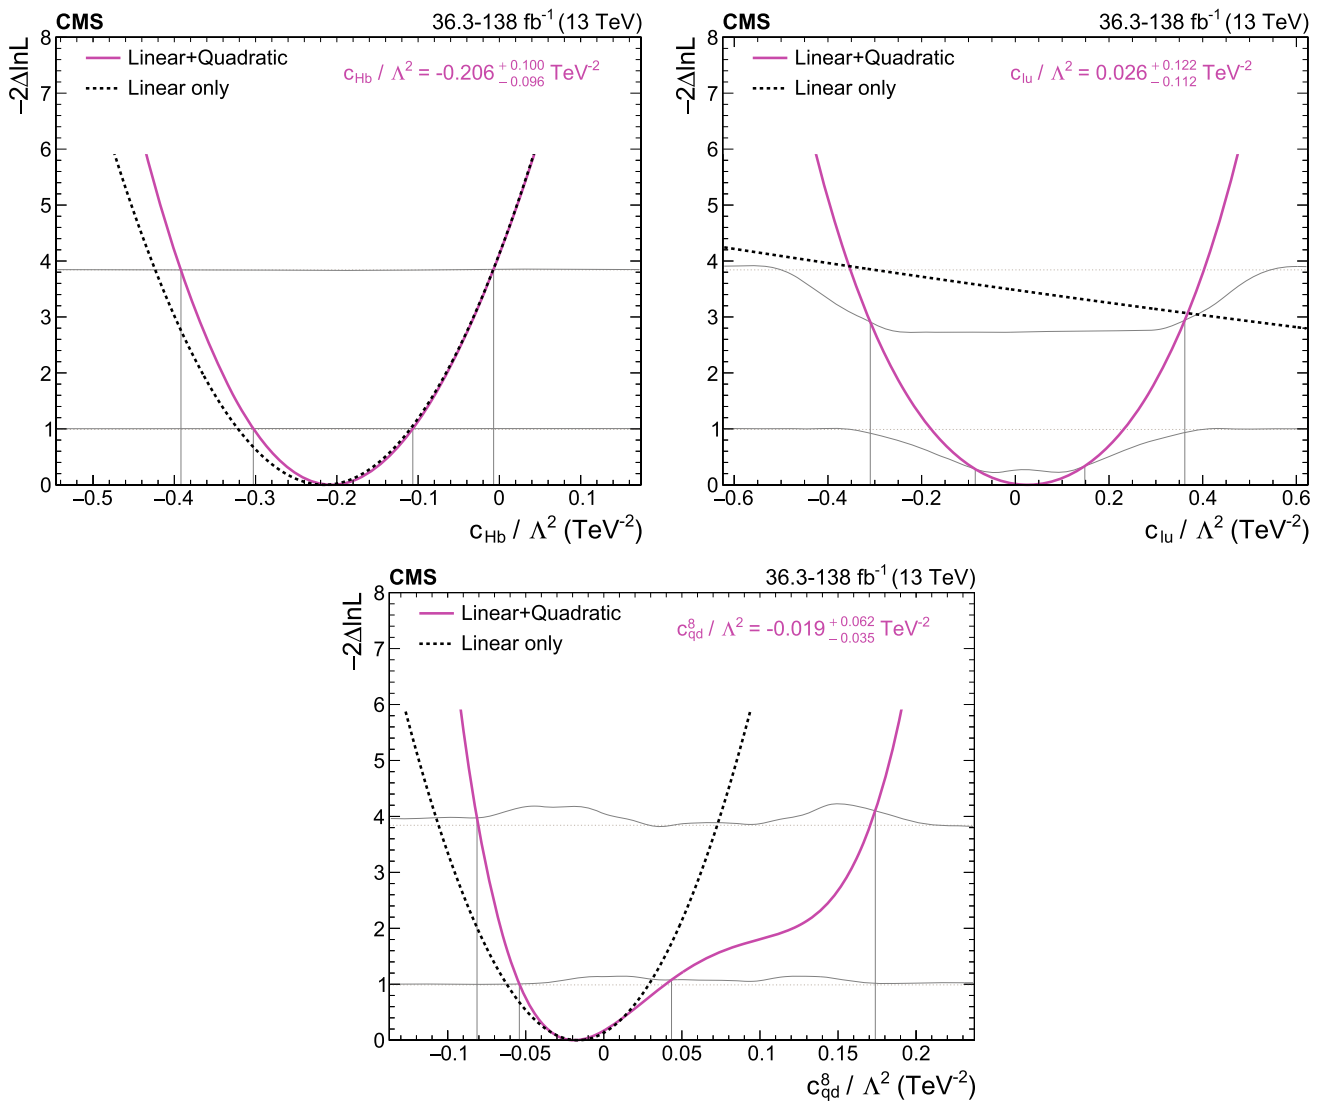 CMS 36.3-138 fb⁻¹ (13 TeV)
Linear+Quadratic
Linear only
c_Hb / Λ² = -0.206 +0.100 −0.096 TeV⁻²
−2ΔlnL
8
7
6
5
4
3
2
1
0
−0.5 −0.4 −0.3 −0.2 −0.1 0 0.1
c_Hb / Λ² (TeV⁻²)
CMS 36.3-138 fb⁻¹ (13 TeV)
Linear+Quadratic
Linear only
c_lu / Λ² = 0.026 +0.122 −0.112 TeV⁻²
−2ΔlnL
8
7
6
5
4
3
2
1
0
−0.6 −0.4 −0.2 0 0.2 0.4 0.6
c_lu / Λ² (TeV⁻²)
CMS 36.3-138 fb⁻¹ (13 TeV)
Linear+Quadratic
Linear only
c_qd⁸ / Λ² = -0.019 +0.062 −0.035 TeV⁻²
−2ΔlnL
8
7
6
5
4
3
2
1
0
−0.1 −0.05 0 0.05 0.1 0.15 0.2
c_qd⁸ / Λ² (TeV⁻²)